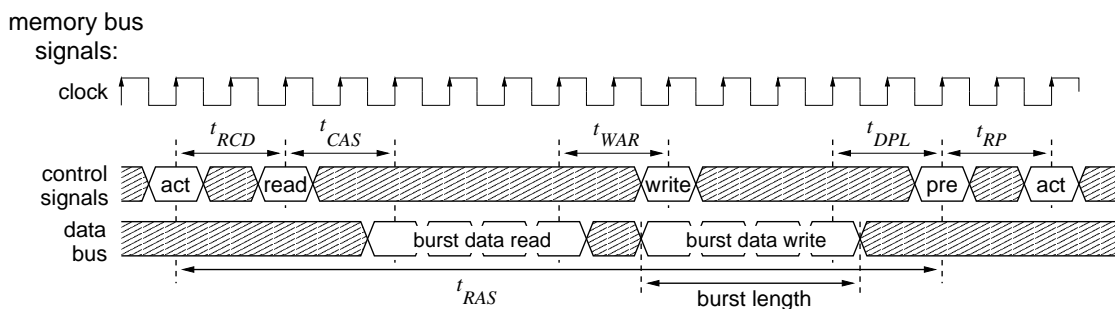 memory bus
signals:
clock
t_RCD t_CAS t_WAR t_DPL t_RP
control
signals
act read write pre act
data
bus
burst data read burst data write
t_RAS
burst length